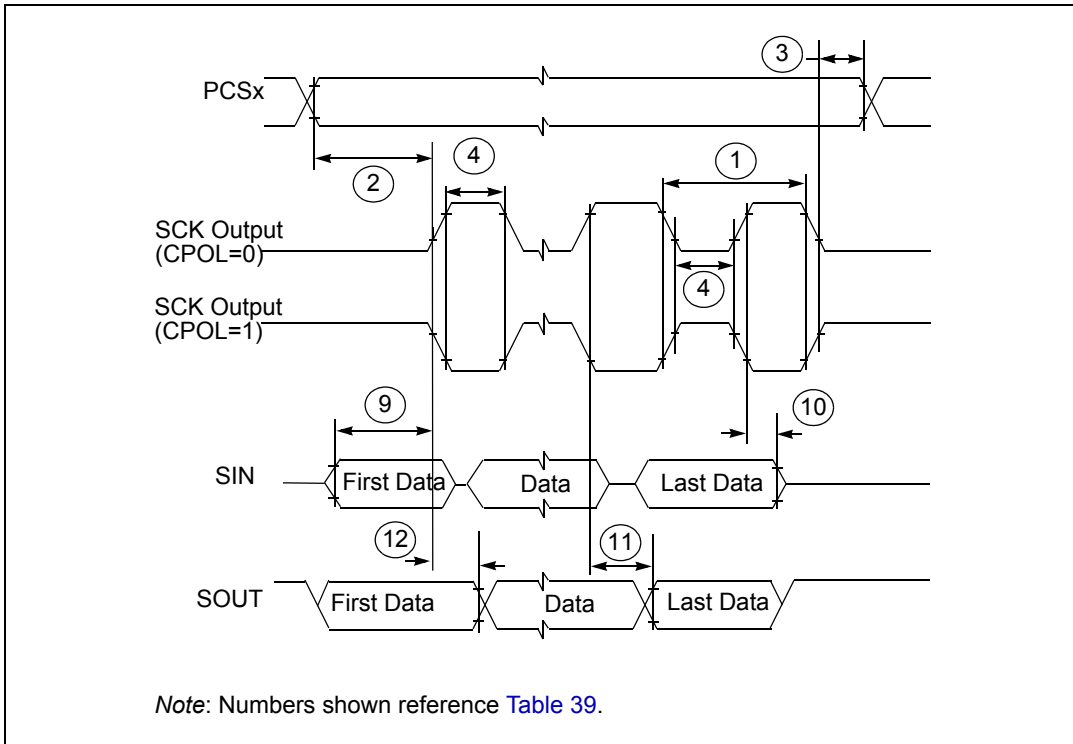 3
PCSx
2
4
1
SCK Output
(CPOL=0)
4
SCK Output
(CPOL=1)
9
10
SIN
First Data
Data
Last Data
12
11
SOUT
First Data
Data
Last Data
Note: Numbers shown reference Table 39.